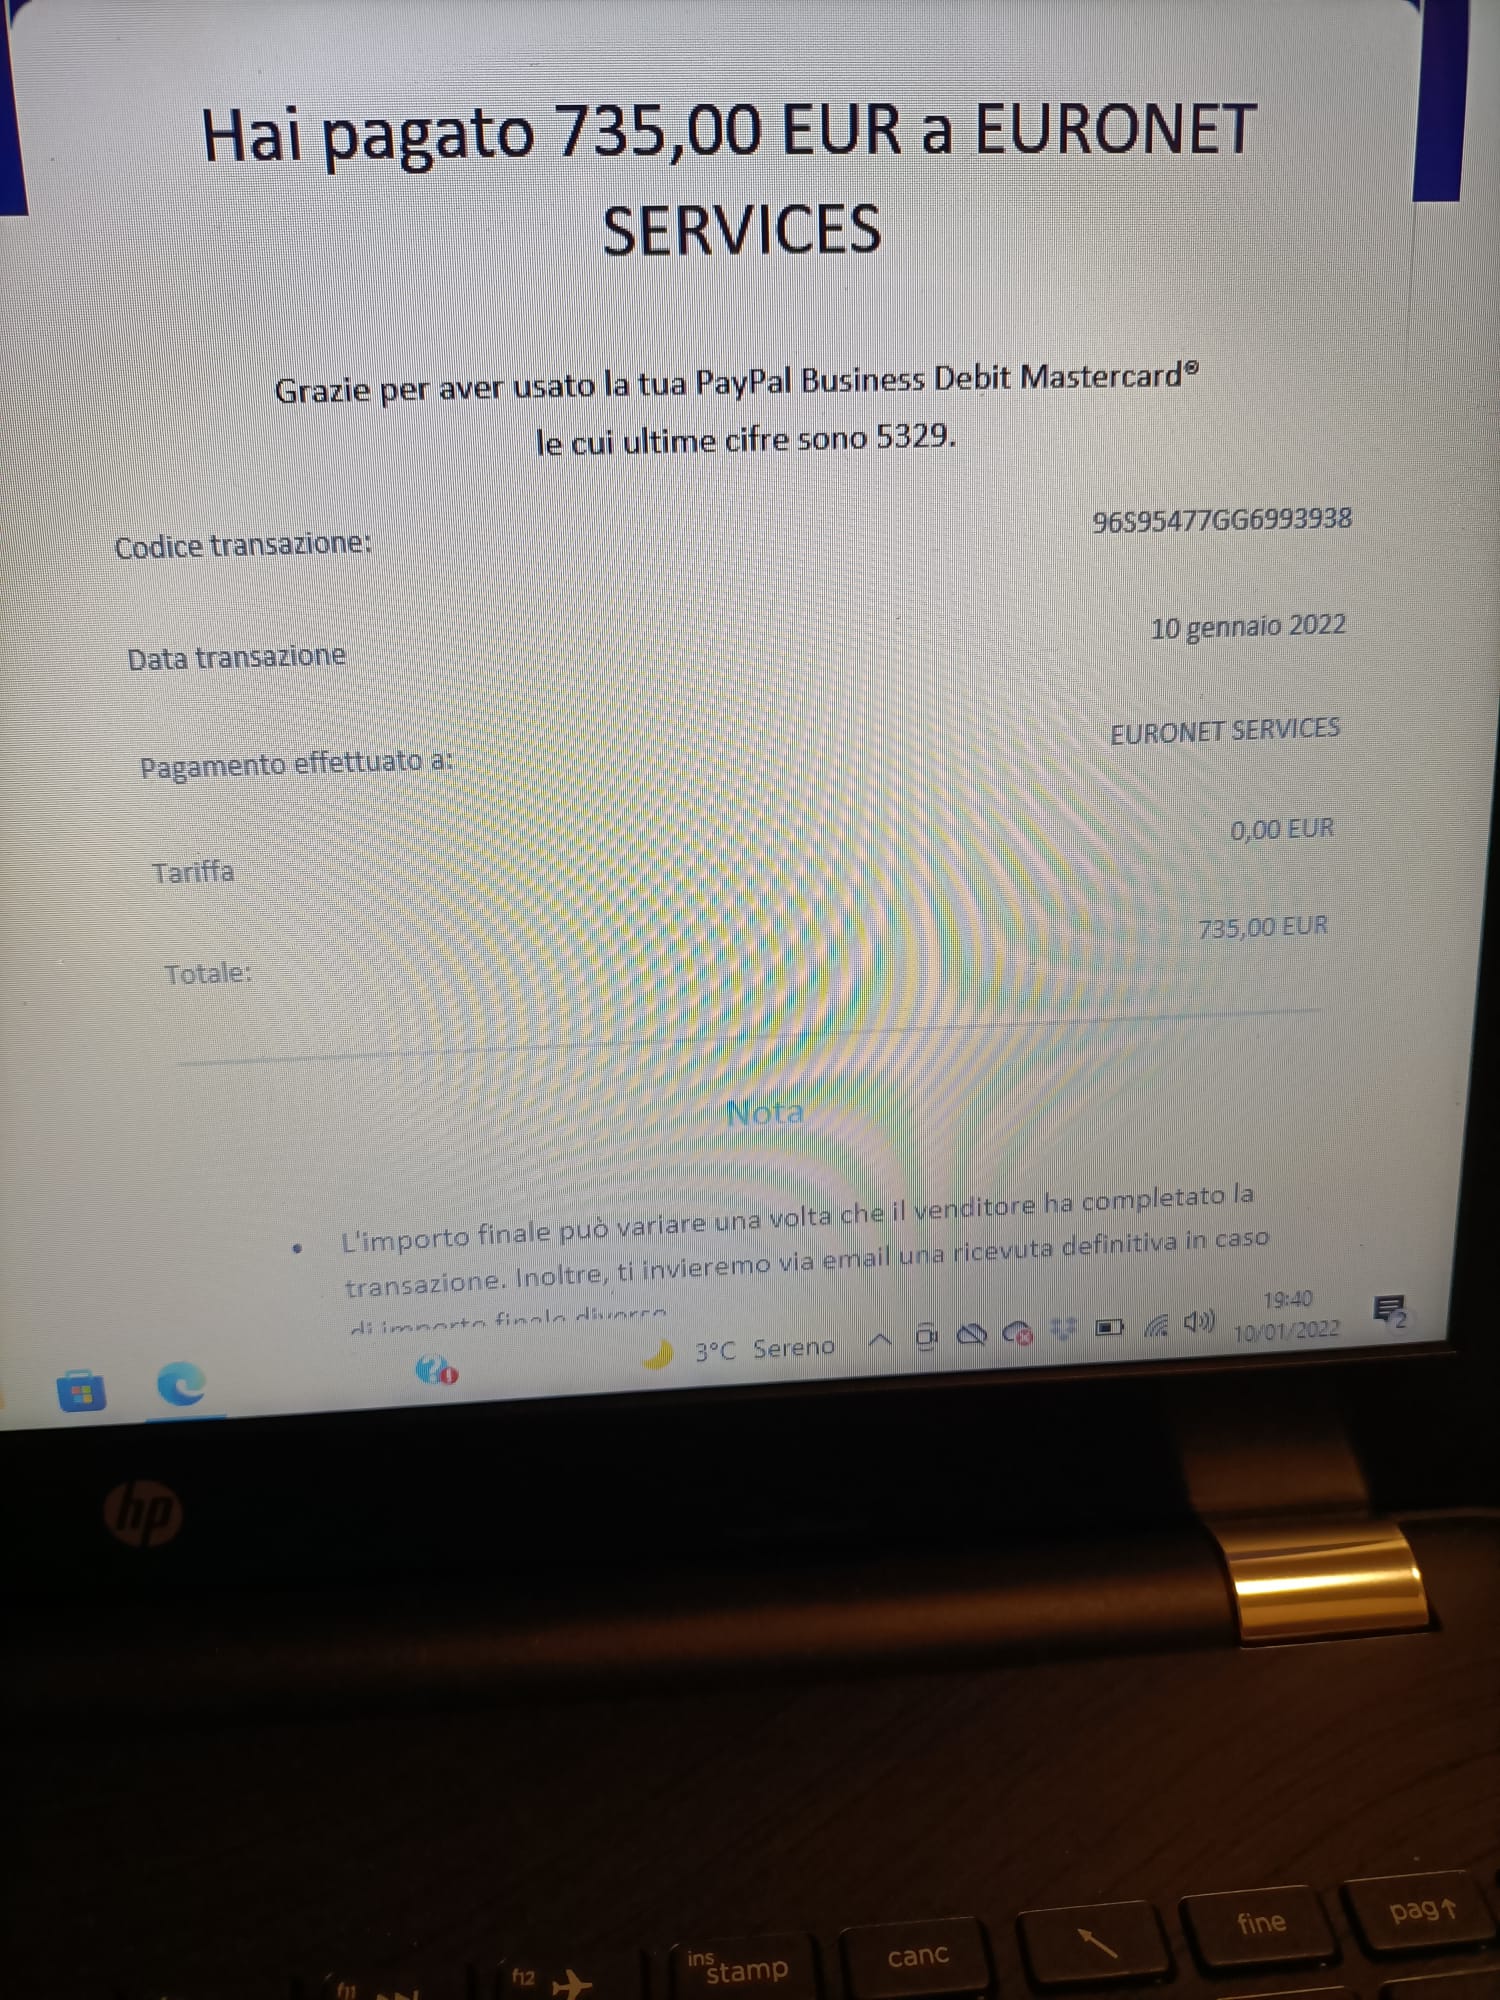 Hai pagato 735,00 EUR a EURONET
SERVICES
Grazie per aver usato la tua PayPal Business Debit Mastercard®
le cui ultime cifre sono 5329.
Codice transazione: 96S95477GG6993938
Data transazione 10 gennaio 2022
Pagamento effettuato a: EURONET SERVICES
Tariffa 0,00 EUR
Totale: 735,00 EUR
Nota
• L'importo finale può variare una volta che il venditore ha completato la
transazione. Inoltre, ti invieremo via email una ricevuta definitiva in caso
di importo finale diverso
3°C Sereno
19:40
10/01/2022
2
hp
f11
f12
ins
stamp
canc
fine
pag↑